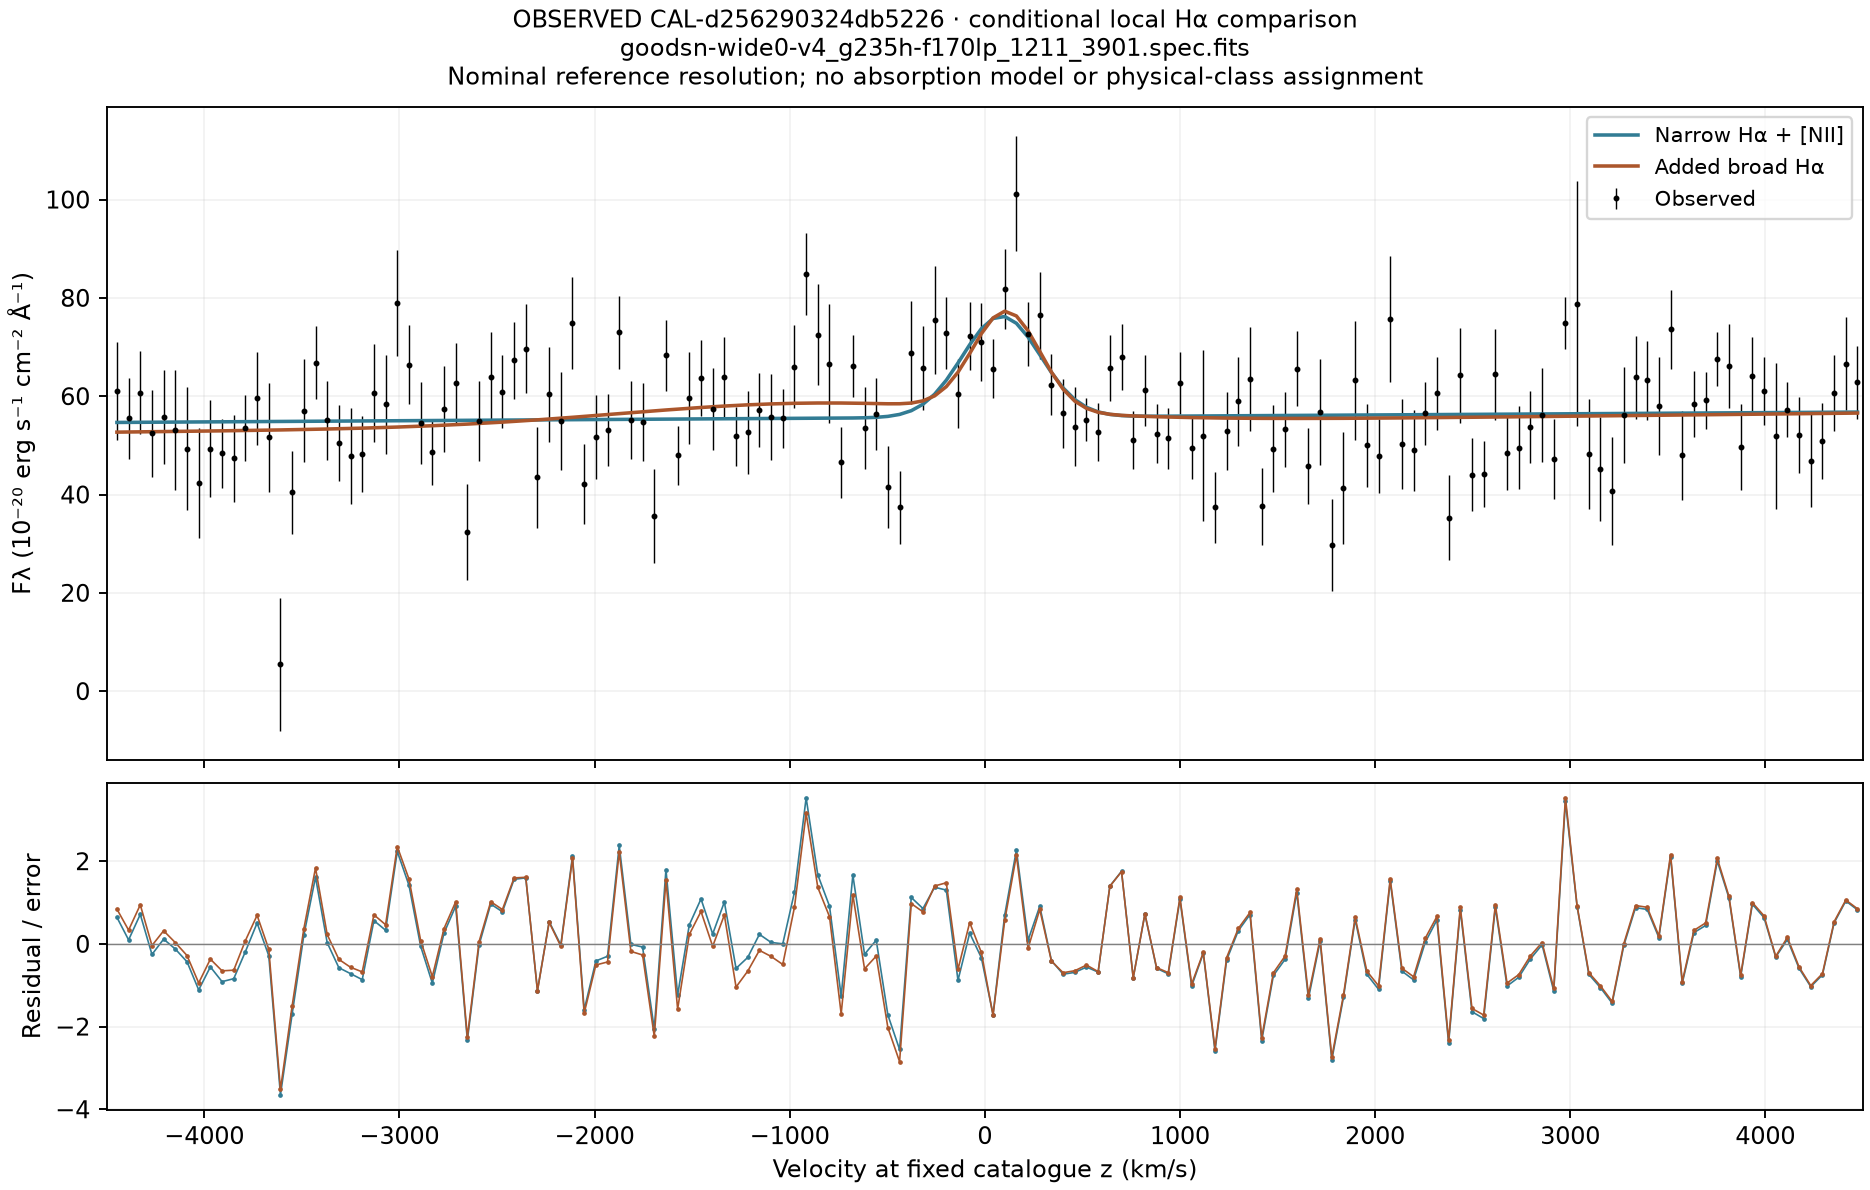 OBSERVED CAL-d256290324db5226 · conditional local Hα comparison
goodsn-wide0-v4_g235h-f170lp_1211_3901.spec.fits
Nominal reference resolution; no absorption model or physical-class assignment
Narrow Hα + [NII]
Added broad Hα
Observed
Fλ (10⁻²⁰ erg s⁻¹ cm⁻² Å⁻¹)
100
80
60
40
20
0
Residual / error
2
0
−2
−4
−4000 −3000 −2000 −1000 0 1000 2000 3000 4000
Velocity at fixed catalogue z (km/s)